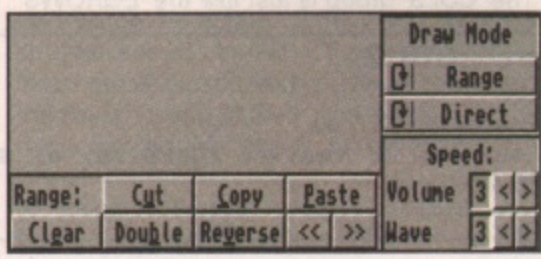 Draw Mode
Range
Direct
Speed:
Range: Cut Copy Paste Volume 3 < >
Clear Double Reverse << >> Wave 3 < >